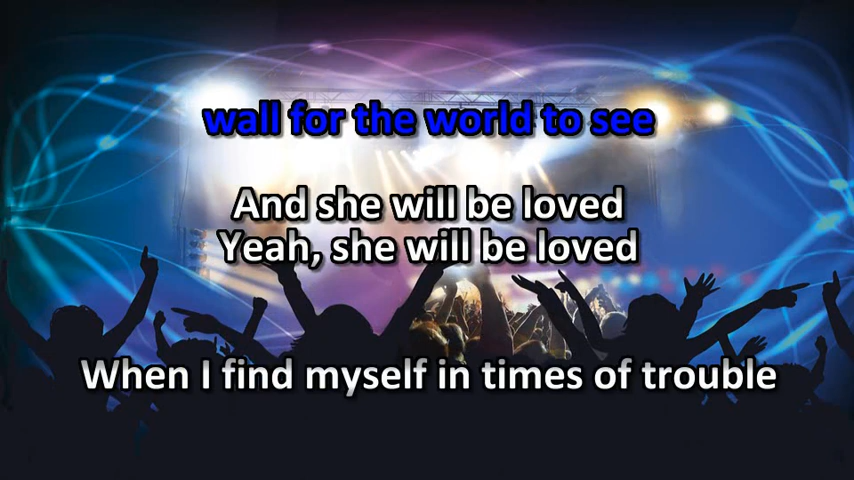 wall for the world to see
And she will be loved
Yeah, she will be loved
When I find myself in times of trouble